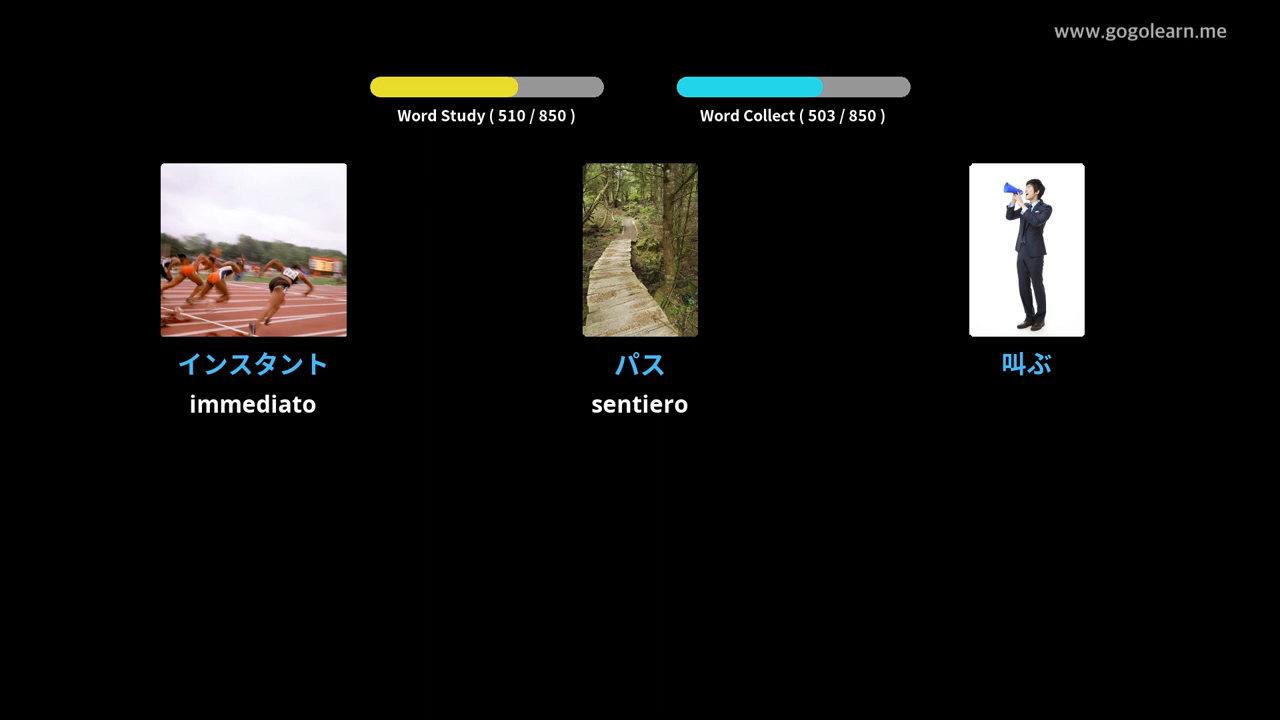 www.gogolearn.me
Word Study ( 510 / 850 )
Word Collect ( 503 / 850 )
インスタント
immediato
パス
sentiero
叫ぶ